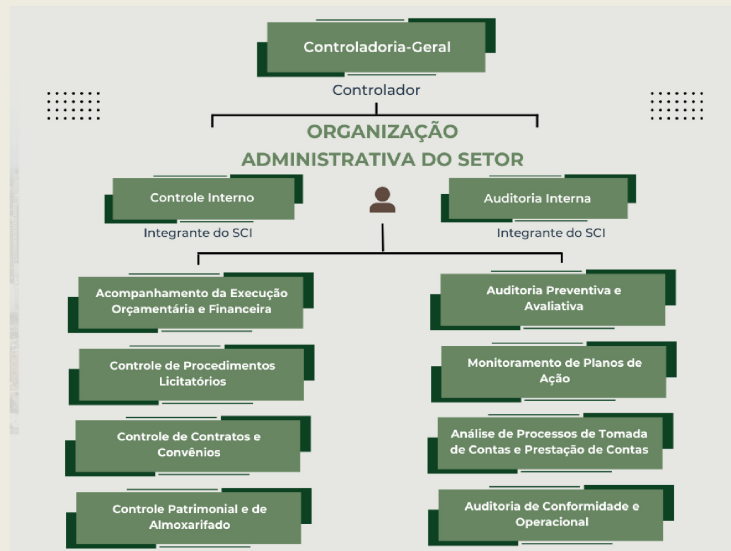 Controladoria-Geral
Controlador
ORGANIZAÇÃO
ADMINISTRATIVA DO SETOR
Controle Interno
Integrante do SCI
Auditoria Interna
Integrante do SCI
Acompanhamento da Execução
Orçamentária e Financeira
Controle de Procedimentos
Licitatórios
Controle de Contratos e
Convênios
Controle Patrimonial e de
Almoxarifado
Auditoria Preventiva e
Avaliativa
Monitoramento de Planos de
Ação
Análise de Processos de Tomada
de Contas e Prestação de Contas
Auditoria de Conformidade e
Operacional